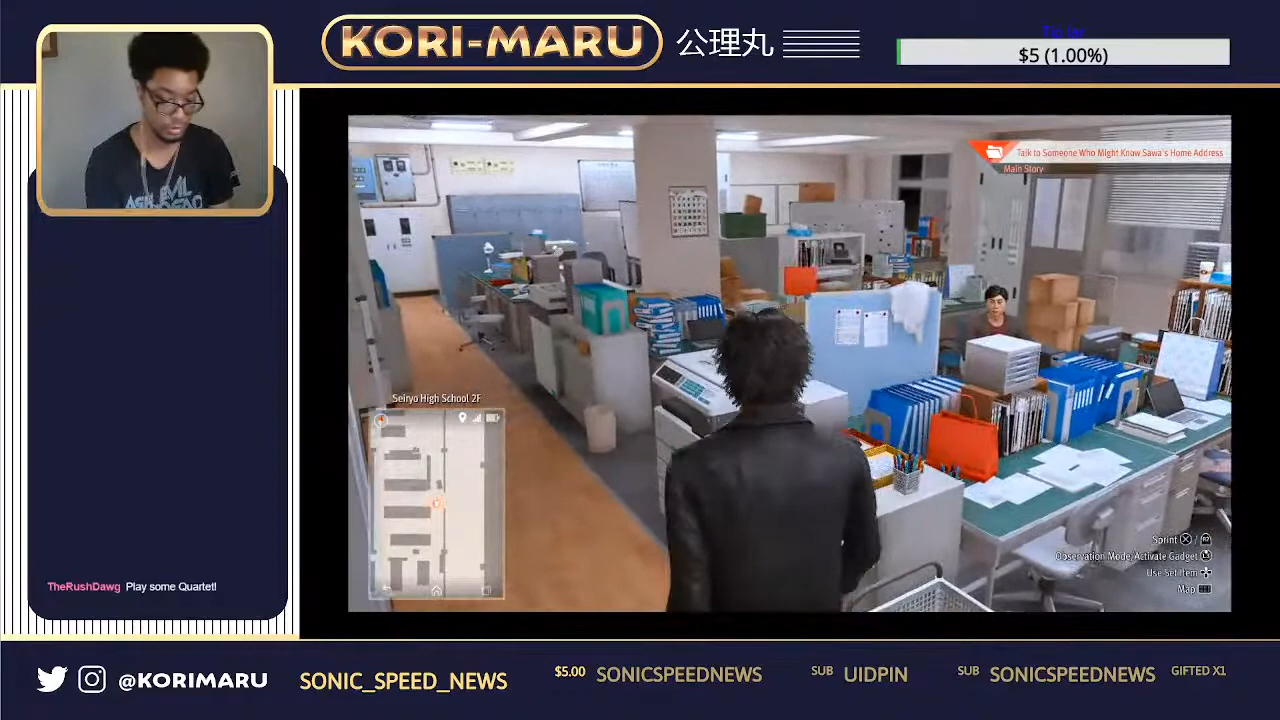 KORI-MARU 公理丸
$5 (1.00%)
Talk to Someone Who Might Know Sawa's Home Address
Main Story
Seiryo High School 2F
Sprint
Observation Mode, Activate Gadget
Use Set Item
Map
TheRushDawg Play some Quartet!
@KORIMARU
SONIC_SPEED_NEWS
$5.00 SONICSPEEDNEWS
SUB UIDPIN
SUB SONICSPEEDNEWS GIFTED X1